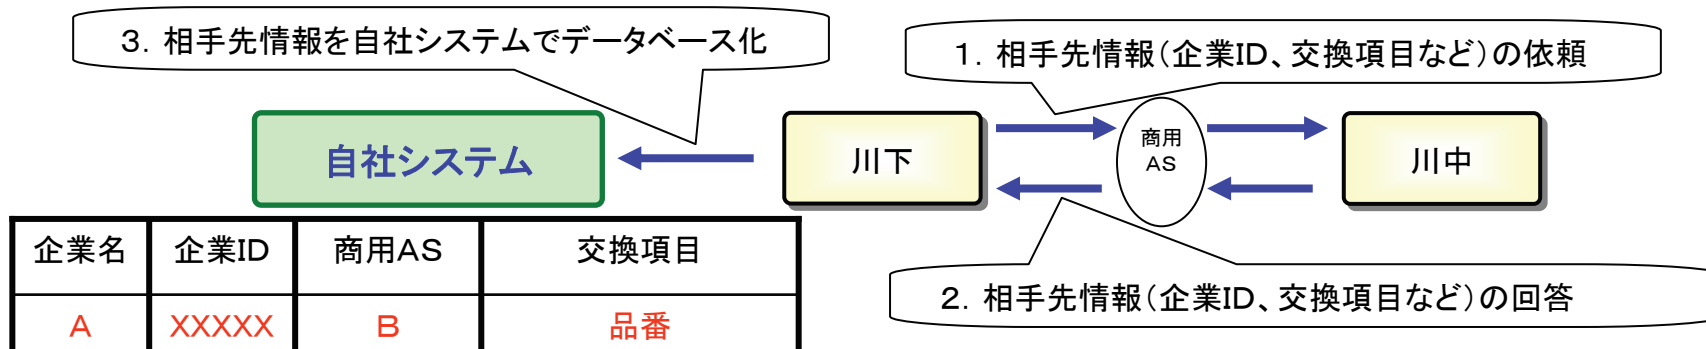 3. 相手先情報を自社システムでデータベース化
1. 相手先情報(企業ID、交換項目など)の依頼
自社システム
川下
商用
AS
川中
2. 相手先情報(企業ID、交換項目など)の回答
企業名 企業ID 商用AS 交換項目
A XXXXX B 品番